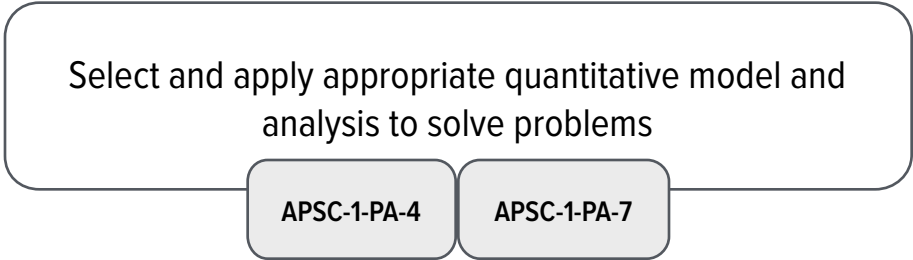 Select and apply appropriate quantitative model and
analysis to solve problems
APSC-1-PA-4 APSC-1-PA-7